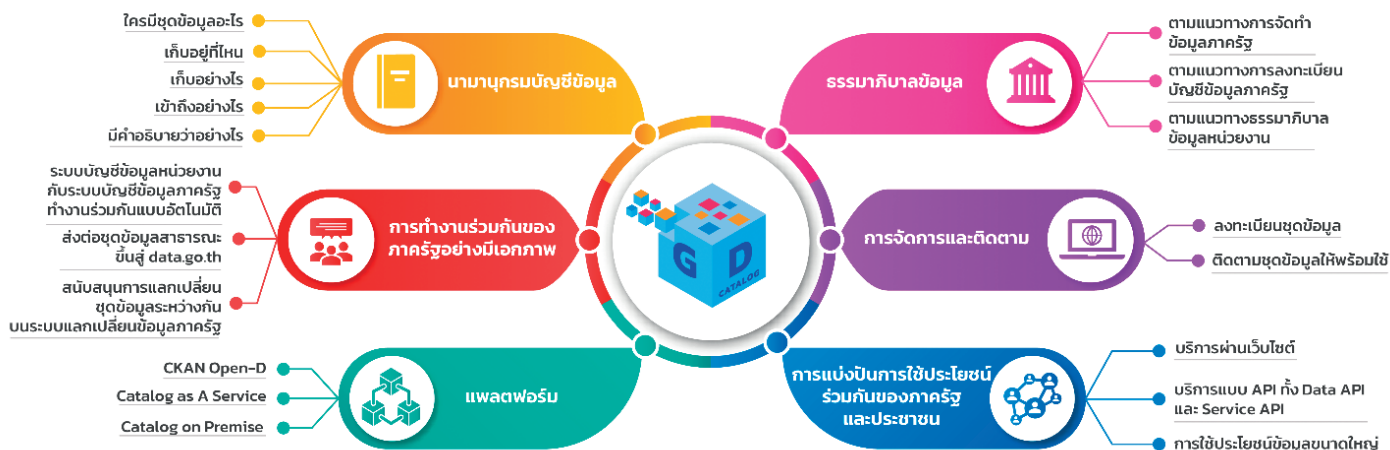 ใครมีชุดข้อมูลอะไร
เก็บอยู่ที่ไหน
เก็บอย่างไร
เข้าถึงอย่างไร
มีคำอธิบายว่าอย่างไร
นามานุกรมบัญชีข้อมูล
ธรรมาภิบาลข้อมูล
ตามแนวทางการจัดทำ
ข้อมูลภาครัฐ
ตามแนวทางการลงทะเบียน
บัญชีข้อมูลภาครัฐ
ตามแนวทางธรรมาภิบาล
ข้อมูลหน่วยงาน
ระบบบัญชีข้อมูลหน่วยงาน
กับระบบบัญชีข้อมูลภาครัฐ
ทำงานร่วมกันแบบอัตโนมัติ
ส่งต่อชุดข้อมูลสาธารณะ
ขึ้นสู่ data.go.th
สนับสนุนการแลกเปลี่ยน
ชุดข้อมูลระหว่างกัน
บนระบบแลกเปลี่ยนข้อมูลภาครัฐ
การทำงานร่วมกันของ
ภาครัฐอย่างมีเอกภาพ
G D
CATALOG
การจัดการและติดตาม
ลงทะเบียนชุดข้อมูล
ติดตามชุดข้อมูลให้พร้อมใช้
CKAN Open-D
Catalog as A Service
Catalog on Premise
แพลตฟอร์ม
การแบ่งปันการใช้ประโยชน์
ร่วมกันของภาครัฐ
และประชาชน
บริการผ่านเว็บไซต์
บริการแบบ API ทั้ง Data API
และ Service API
การใช้ประโยชน์ข้อมูลขนาดใหญ่